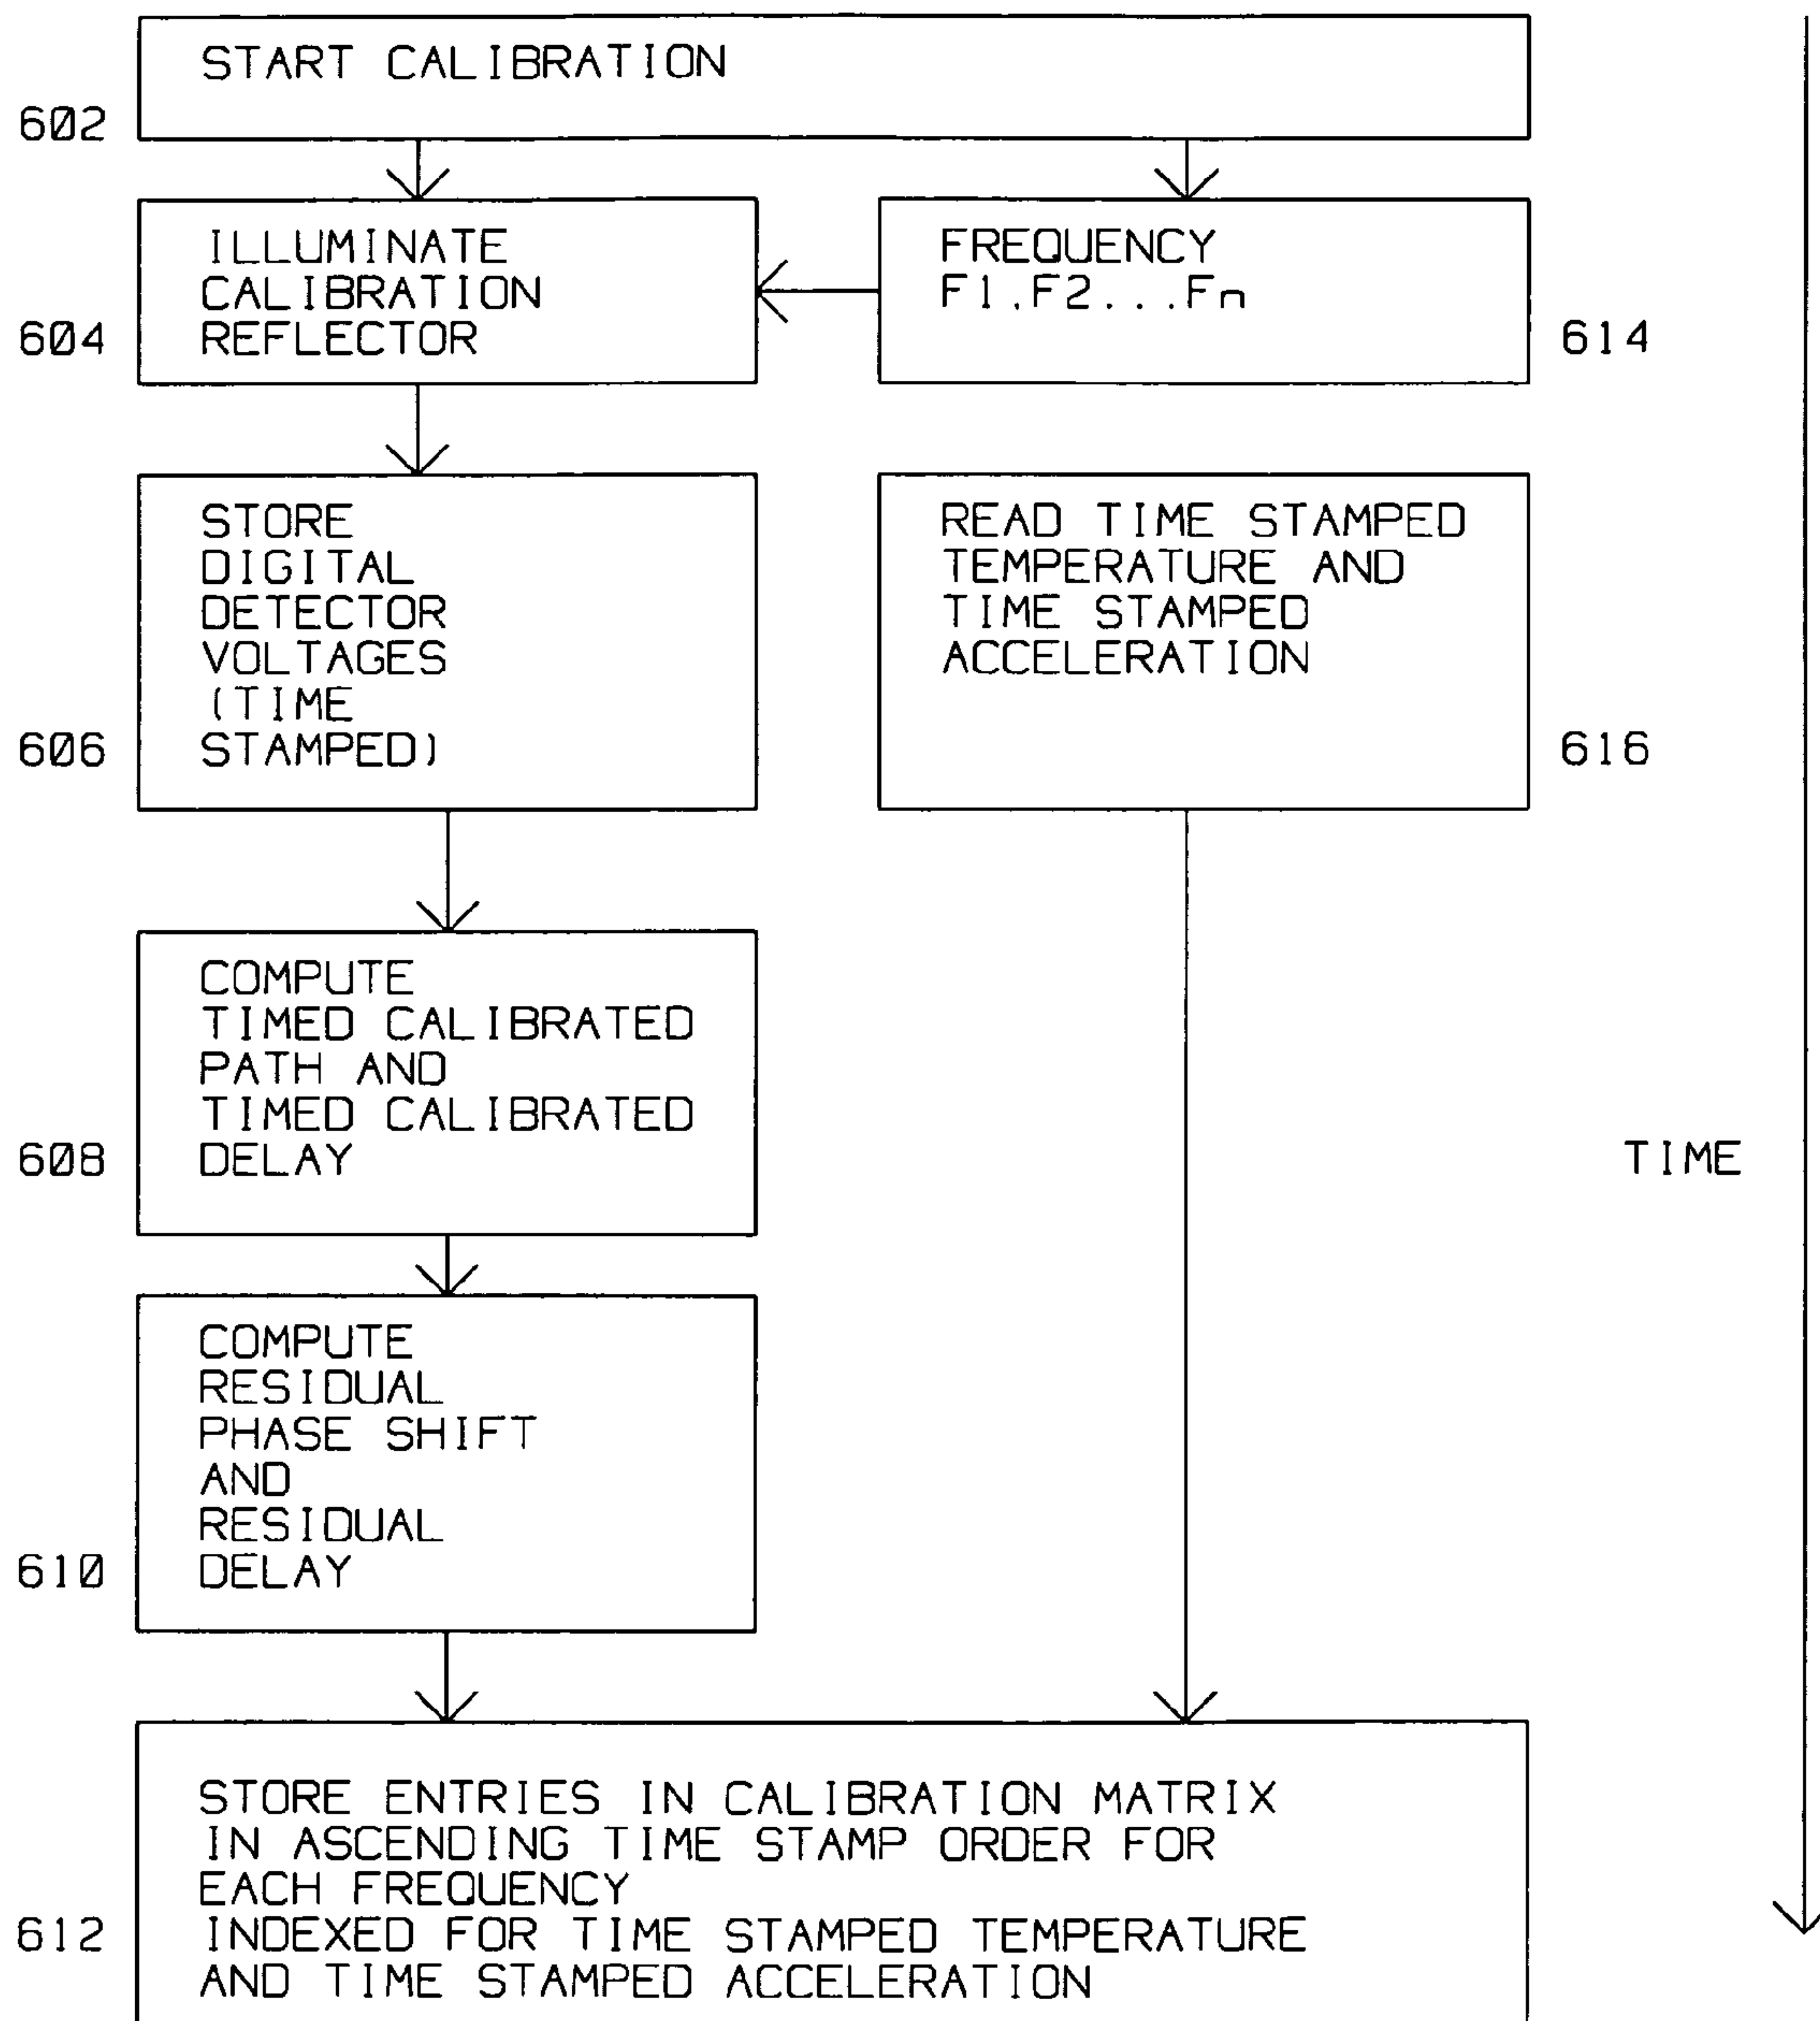 START CALIBRATION
602
ILLUMINATE
CALIBRATION
REFLECTOR
604
FREQUENCY
F1.F2...Fn
614
STORE
DIGITAL
DETECTOR
VOLTAGES
(TIME
STAMPED)
606
READ TIME STAMPED
TEMPERATURE AND
TIME STAMPED
ACCELERATION
616
COMPUTE
TIMED CALIBRATED
PATH AND
TIMED CALIBRATED
DELAY
608
TIME
COMPUTE
RESIDUAL
PHASE SHIFT
AND
RESIDUAL
DELAY
610
STORE ENTRIES IN CALIBRATION MATRIX
IN ASCENDING TIME STAMP ORDER FOR
EACH FREQUENCY
INDEXED FOR TIME STAMPED TEMPERATURE
AND TIME STAMPED ACCELERATION
612